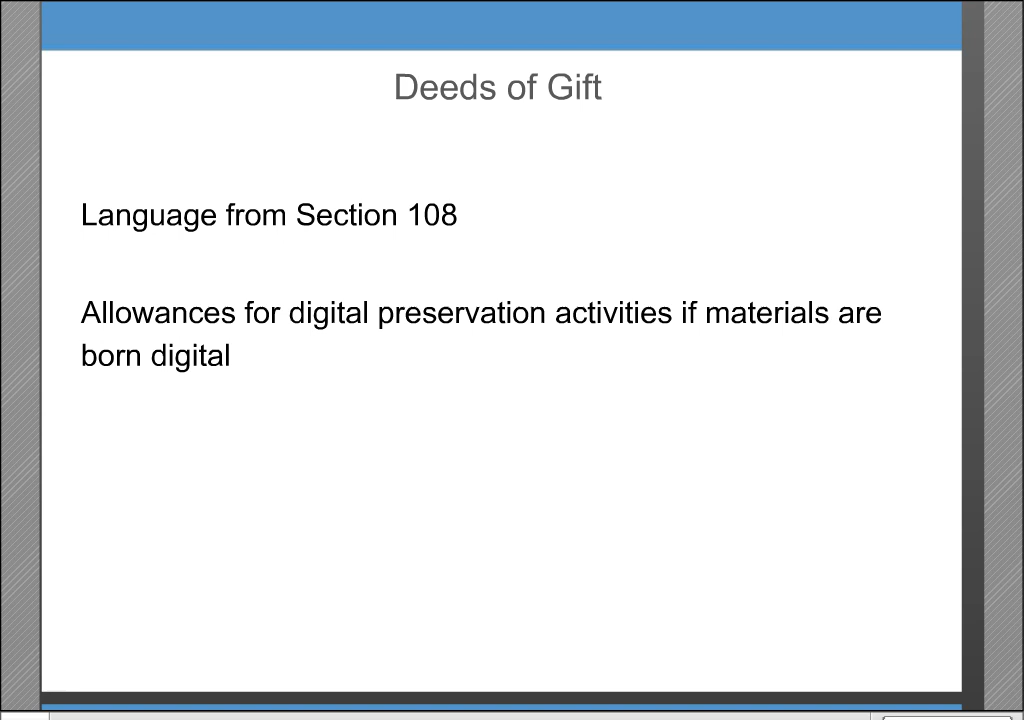 Deeds of Gift
Language from Section 108
Allowances for digital preservation activities if materials are
born digital